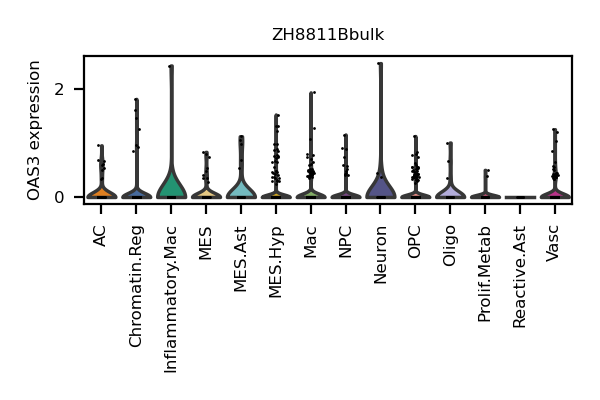 ZH8811Bbulk
OAS3 expression
2
0
AC
Chromatin.Reg
Inflammatory.Mac
MES
MES.Ast
MES.Hyp
Mac
NPC
Neuron
OPC
Oligo
Prolif.Metab
Reactive.Ast
Vasc